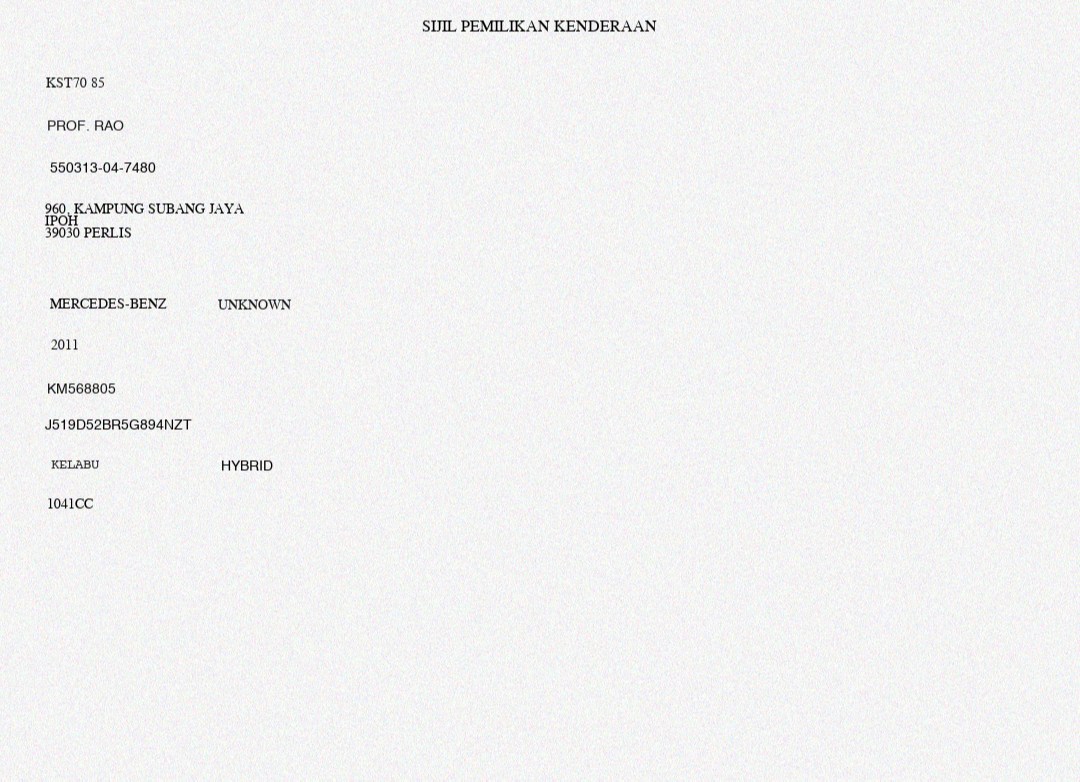 SIJIL PEMILIKAN KENDERAAN
KST70 85
PROF. RAO
550313-04-7480
960, KAMPUNG SUBANG JAYA
IPOH
39030 PERLIS
MERCEDES-BENZ UNKNOWN
2011
KM568805
J519D52BR5G894NZT
KELABU HYBRID
1041CC